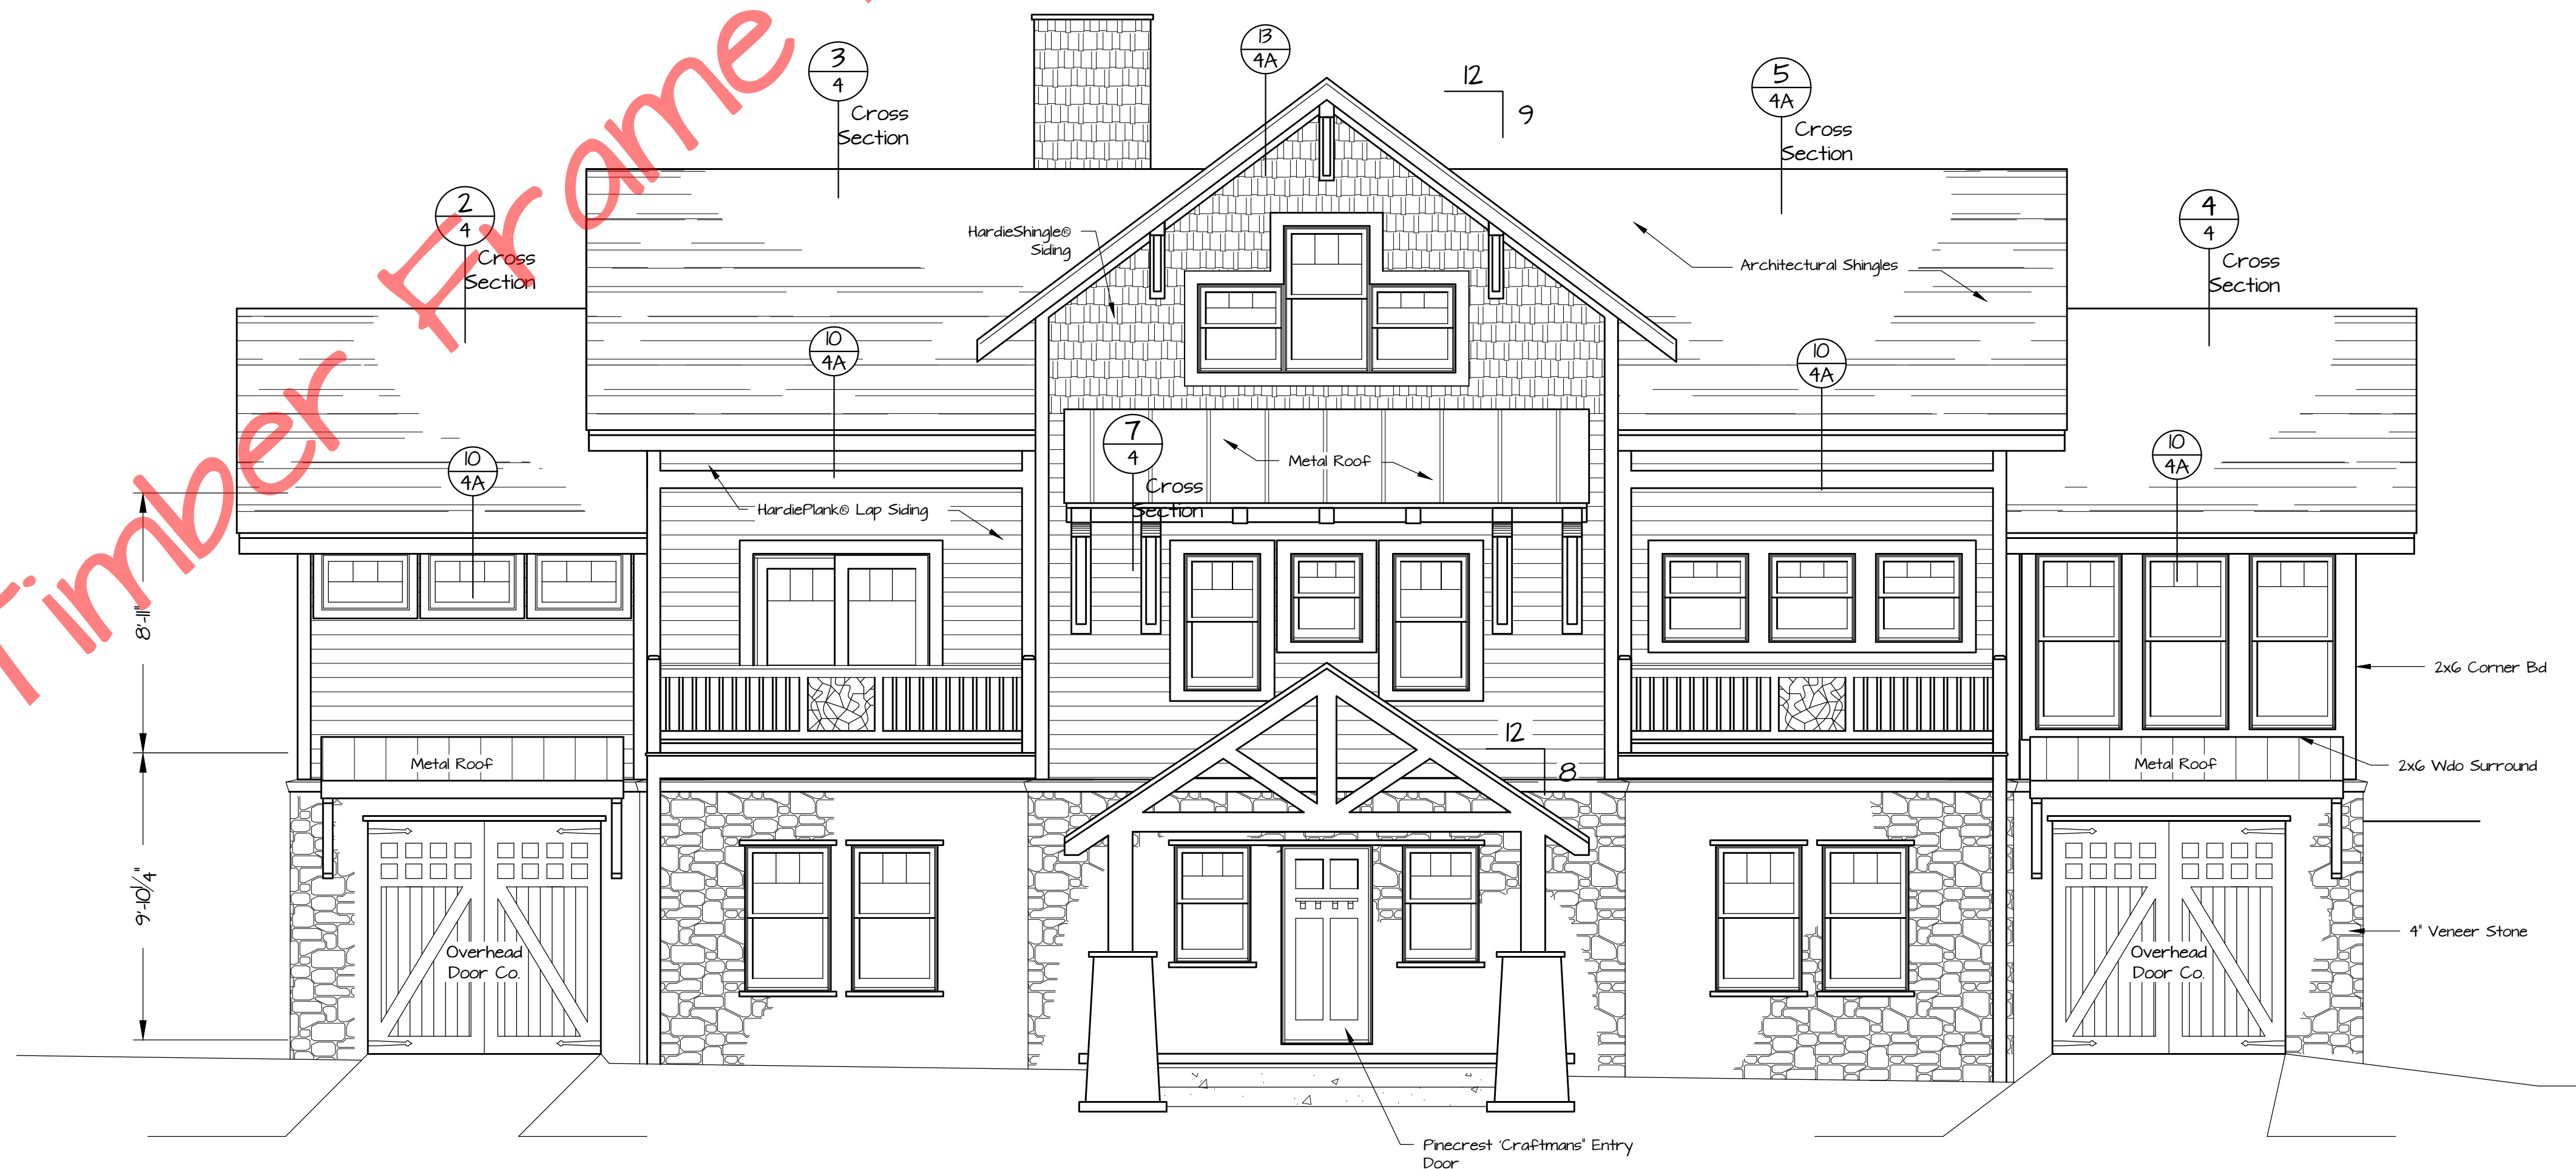 Timber Frame
13
4A
3
4
Cross
Section
12
9
5
4A
Cross
Section
2
4
Cross
Section
4
4
Cross
Section
HardieShingle®
Siding
Architectural Shingles
10
4A
10
4A
10
4A
10
4A
7
4
Cross
Section
Metal Roof
HardiePlank® Lap Siding
8'-11"
2x6 Corner Bd
12
8
Metal Roof
Metal Roof
2x6 Wdo Surround
9'-101/4"
Overhead
Door Co.
Overhead
Door Co.
4" Veneer Stone
Pinecrest 'Craftmans" Entry
Door